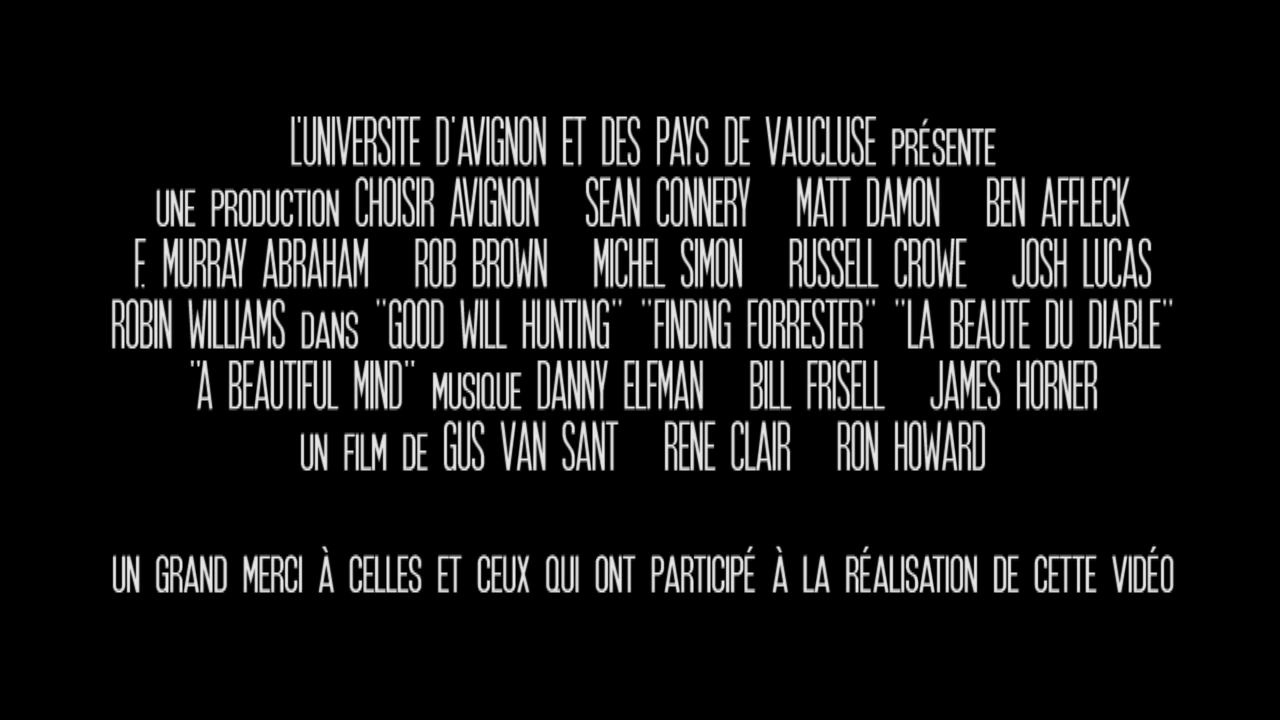 L'UNIVERSITE D'AVIGNON ET DES PAYS DE VAUCLUSE PRÉSENTE
UNE PRODUCTION CHOISIR AVIGNON SEAN CONNERY MATT DAMON BEN AFFLECK
F. MURRAY ABRAHAM ROB BROWN MICHEL SIMON RUSSELL CROWE JOSH LUCAS
ROBIN WILLIAMS DANS "GOOD WILL HUNTING" "FINDING FORRESTER" "LA BEAUTE DU DIABLE"
"A BEAUTIFUL MIND" MUSIQUE DANNY ELFMAN BILL FRISELL JAMES HORNER
UN FILM DE GUS VAN SANT RENE CLAIR RON HOWARD
UN GRAND MERCI À CELLES ET CEUX QUI ONT PARTICIPÉ À LA RÉALISATION DE CETTE VIDÉO